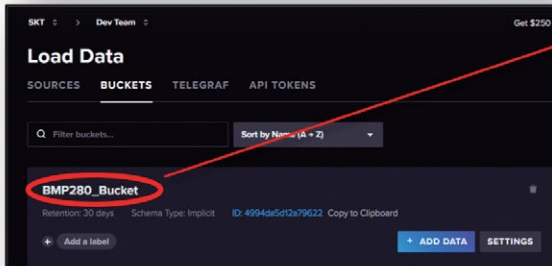 SKT > Dev Team Get $250
Load Data
SOURCES BUCKETS TELEGRAF API TOKENS
Filter buckets... Sort by Name (A → Z)
BMP280_Bucket
Retention: 30 days Schema Type: Implicit ID: 4994da5d12a79622 Copy to Clipboard
+ Add a label + ADD DATA SETTINGS